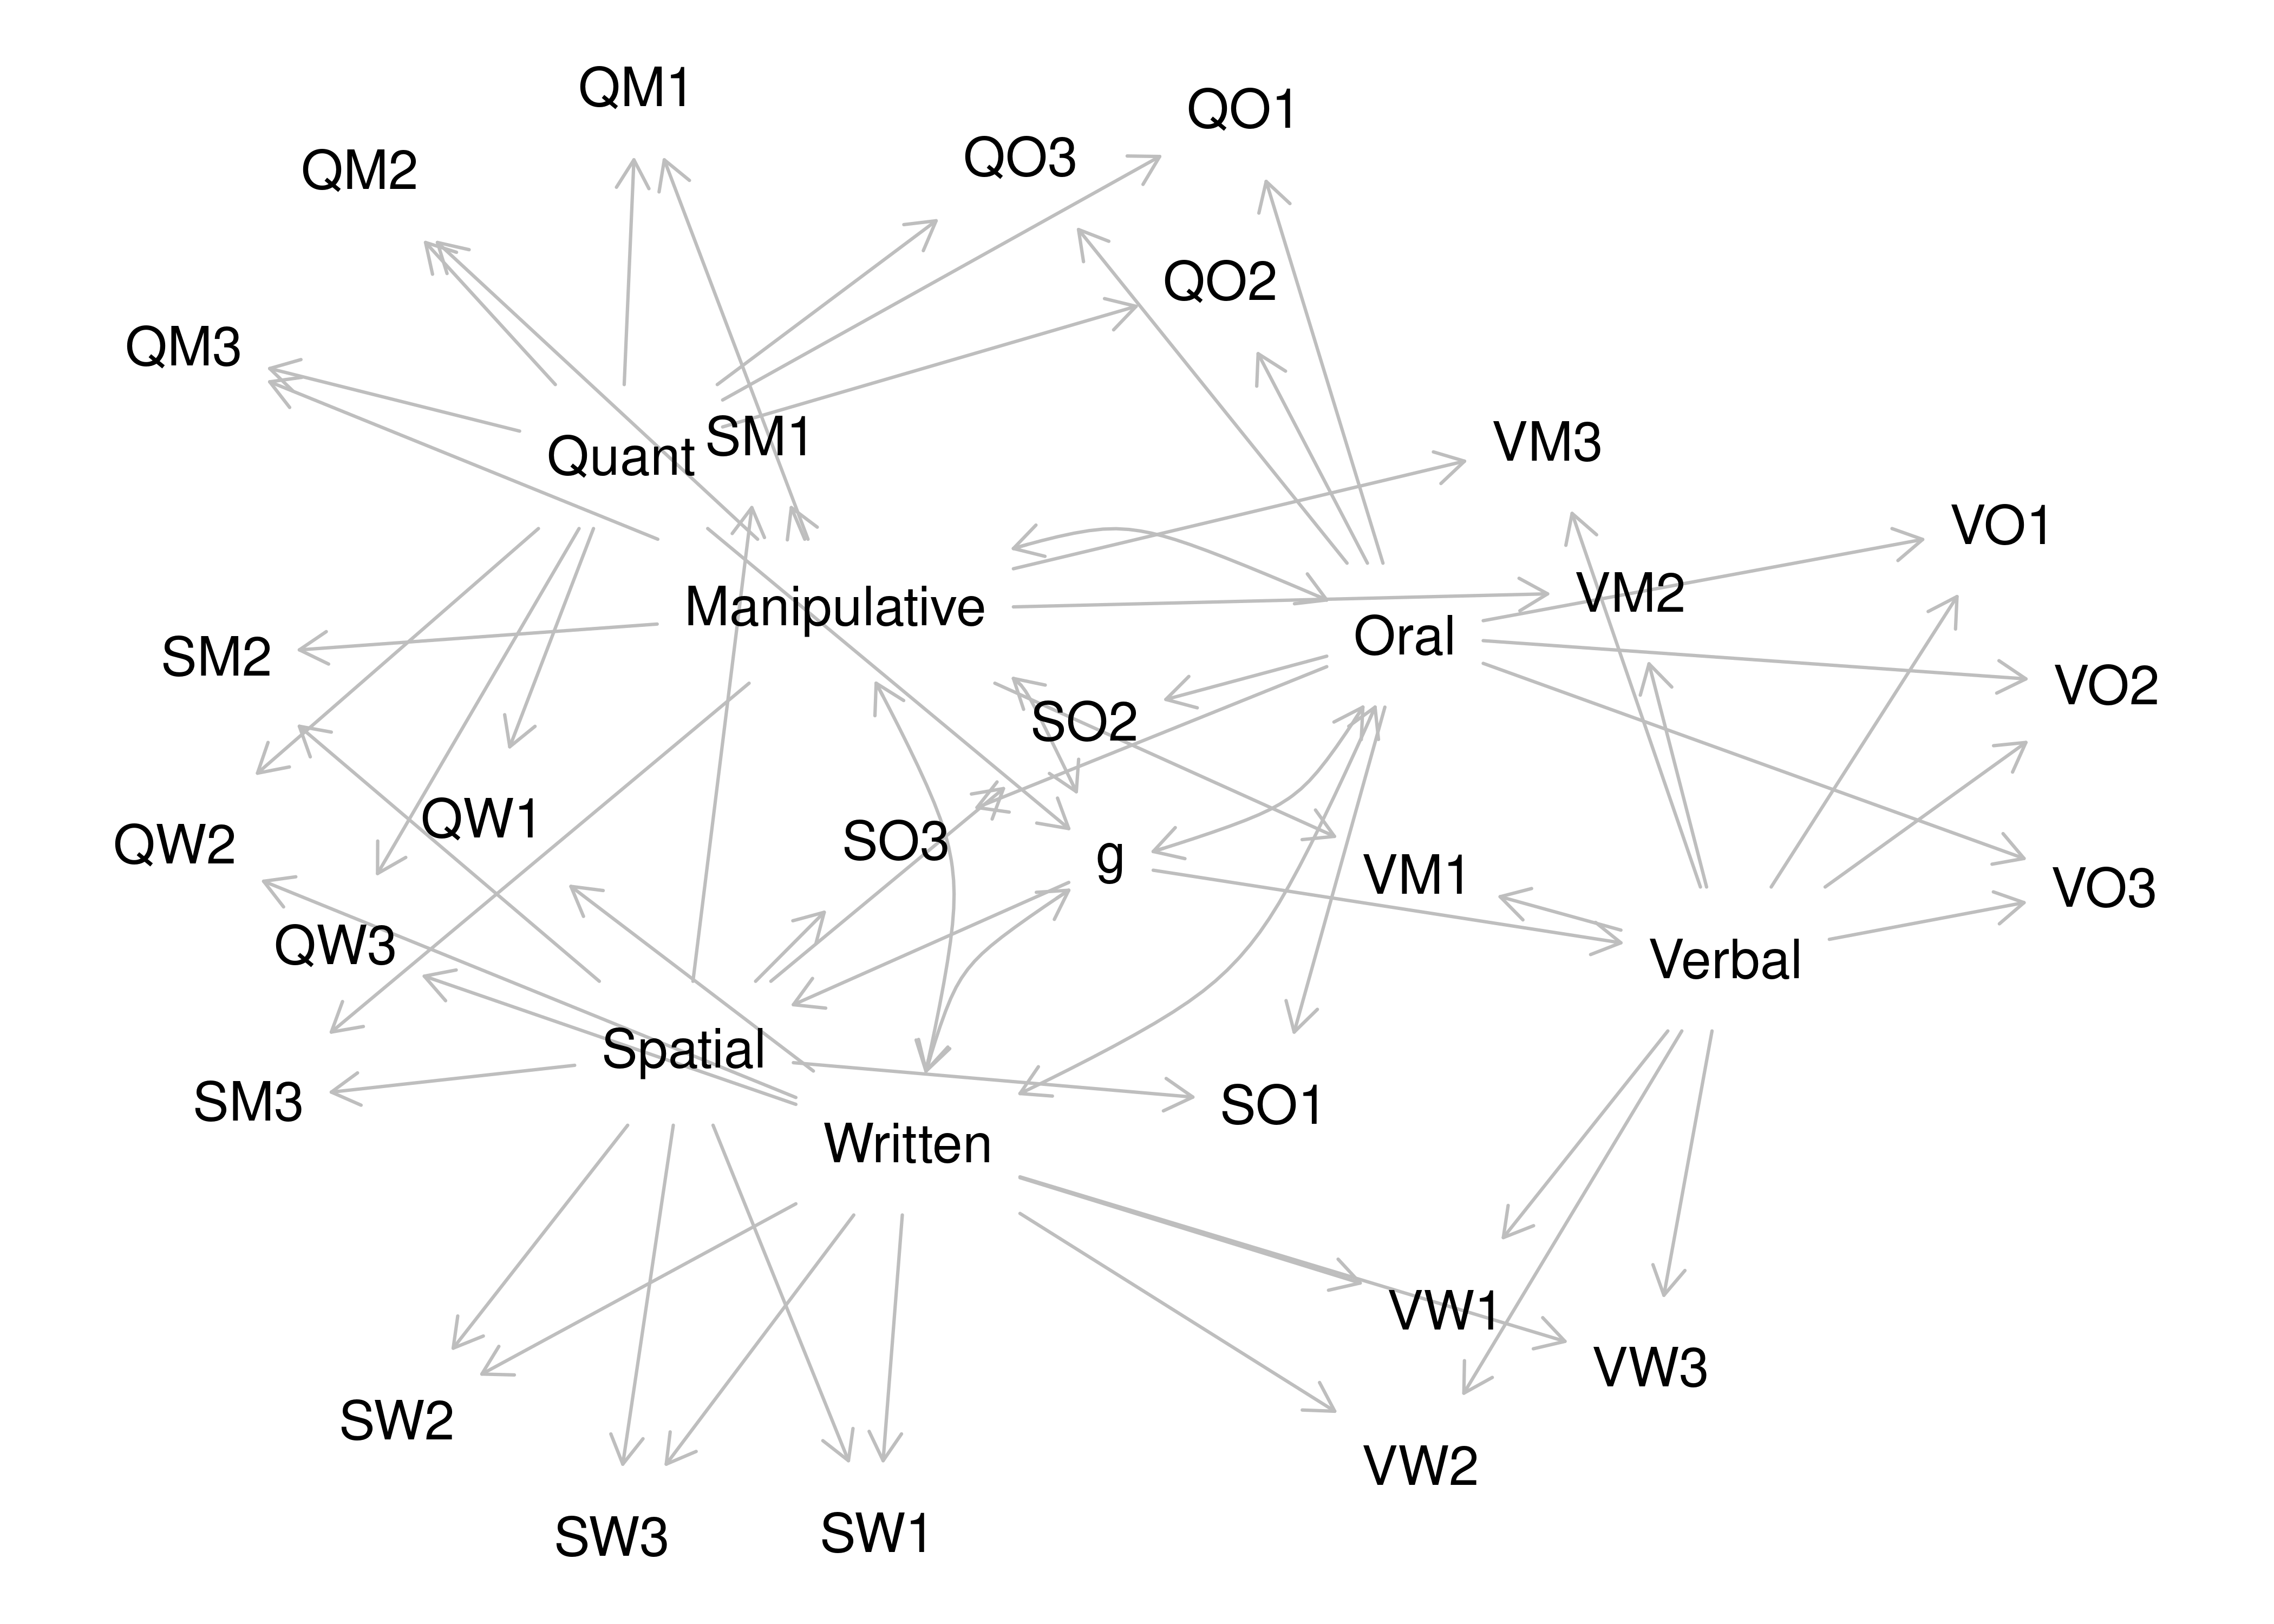 QM1
QO1
QO3
QM2
QO2
QM3
SM1
VM3
Quant
VO1
VM2
Manipulative
Oral
SM2
VO2
SO2
QW1
SO3
QW2
g
VM1
VO3
QW3
Verbal
Spatial
SM3
SO1
Written
VW1
VW3
SW2
VW2
SW1
SW3